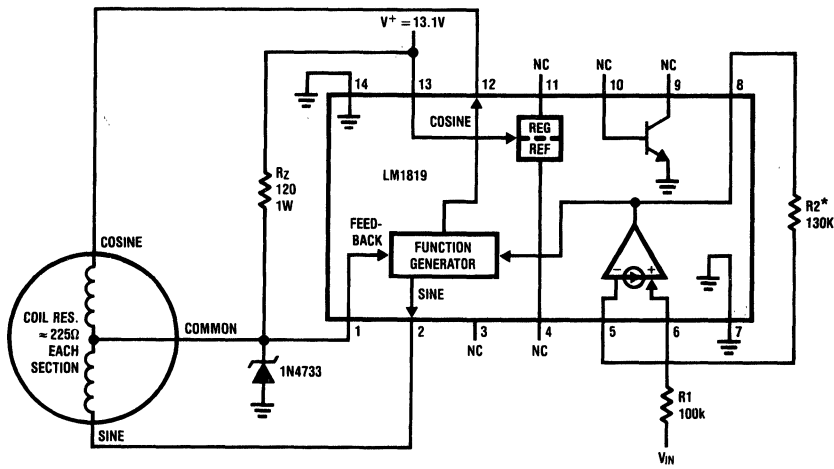 V⁺ = 13.1V
NC
NC
NC
14
13
12
11
10
9
8
COSINE
REG
REF
LM1819
RZ
120
1W
R2*
130K
FEED-
BACK
FUNCTION
GENERATOR
COSINE
SINE
- +
COIL RES.
≈ 225Ω
EACH
SECTION
COMMON
1
2
3
4
5
6
7
NC
NC
1N4733
R1
100k
SINE
VIN